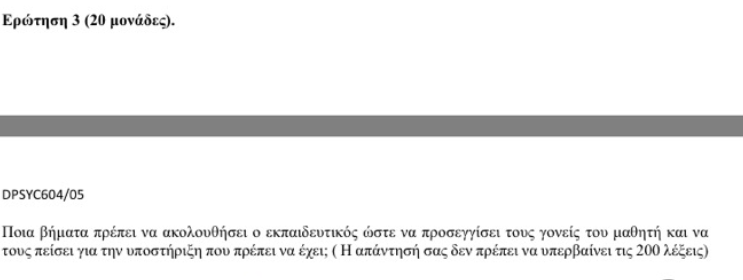 Ερώτηση 3 (20 μονάδες).
DPSYC604/05
Ποια βήματα πρέπει να ακολουθήσει ο εκπαιδευτικός ώστε να προσεγγίσει τους γονείς του μαθητή και να
τους πείσει για την υποστήριξη που πρέπει να έχει; ( Η απάντησή σας δεν πρέπει να υπερβαίνει τις 200 λέξεις)